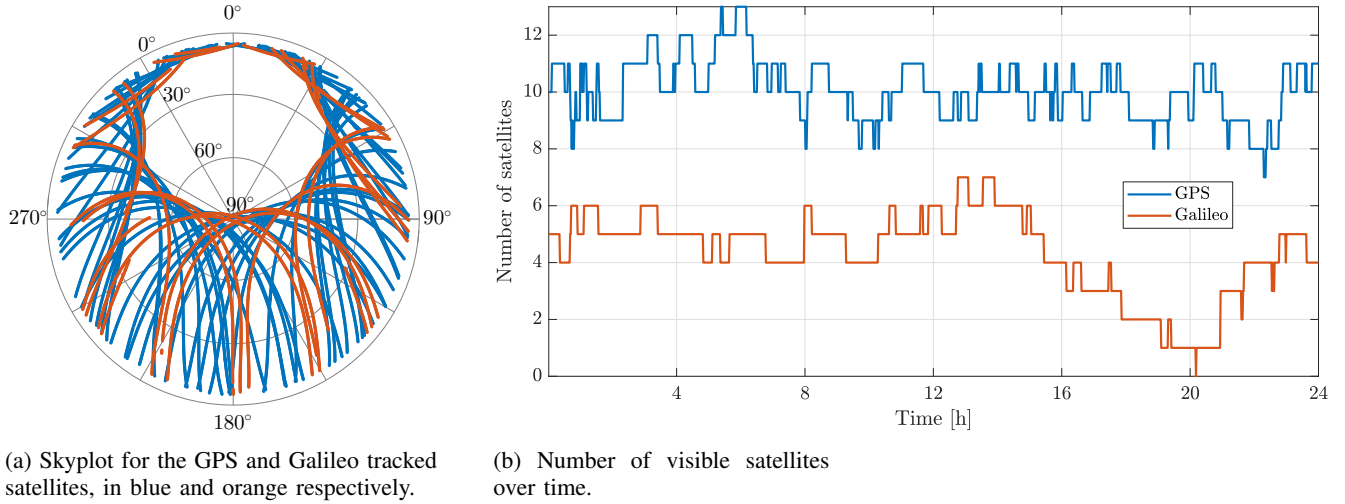 0°
0°
30°
60°
90°
270°
90°
180°
12
10
8
6
4
2
0
Number of satellites
GPS
Galileo
4
8
12
16
20
24
Time [h]
(a) Skyplot for the GPS and Galileo tracked
satellites, in blue and orange respectively.
(b) Number of visible satellites
over time.